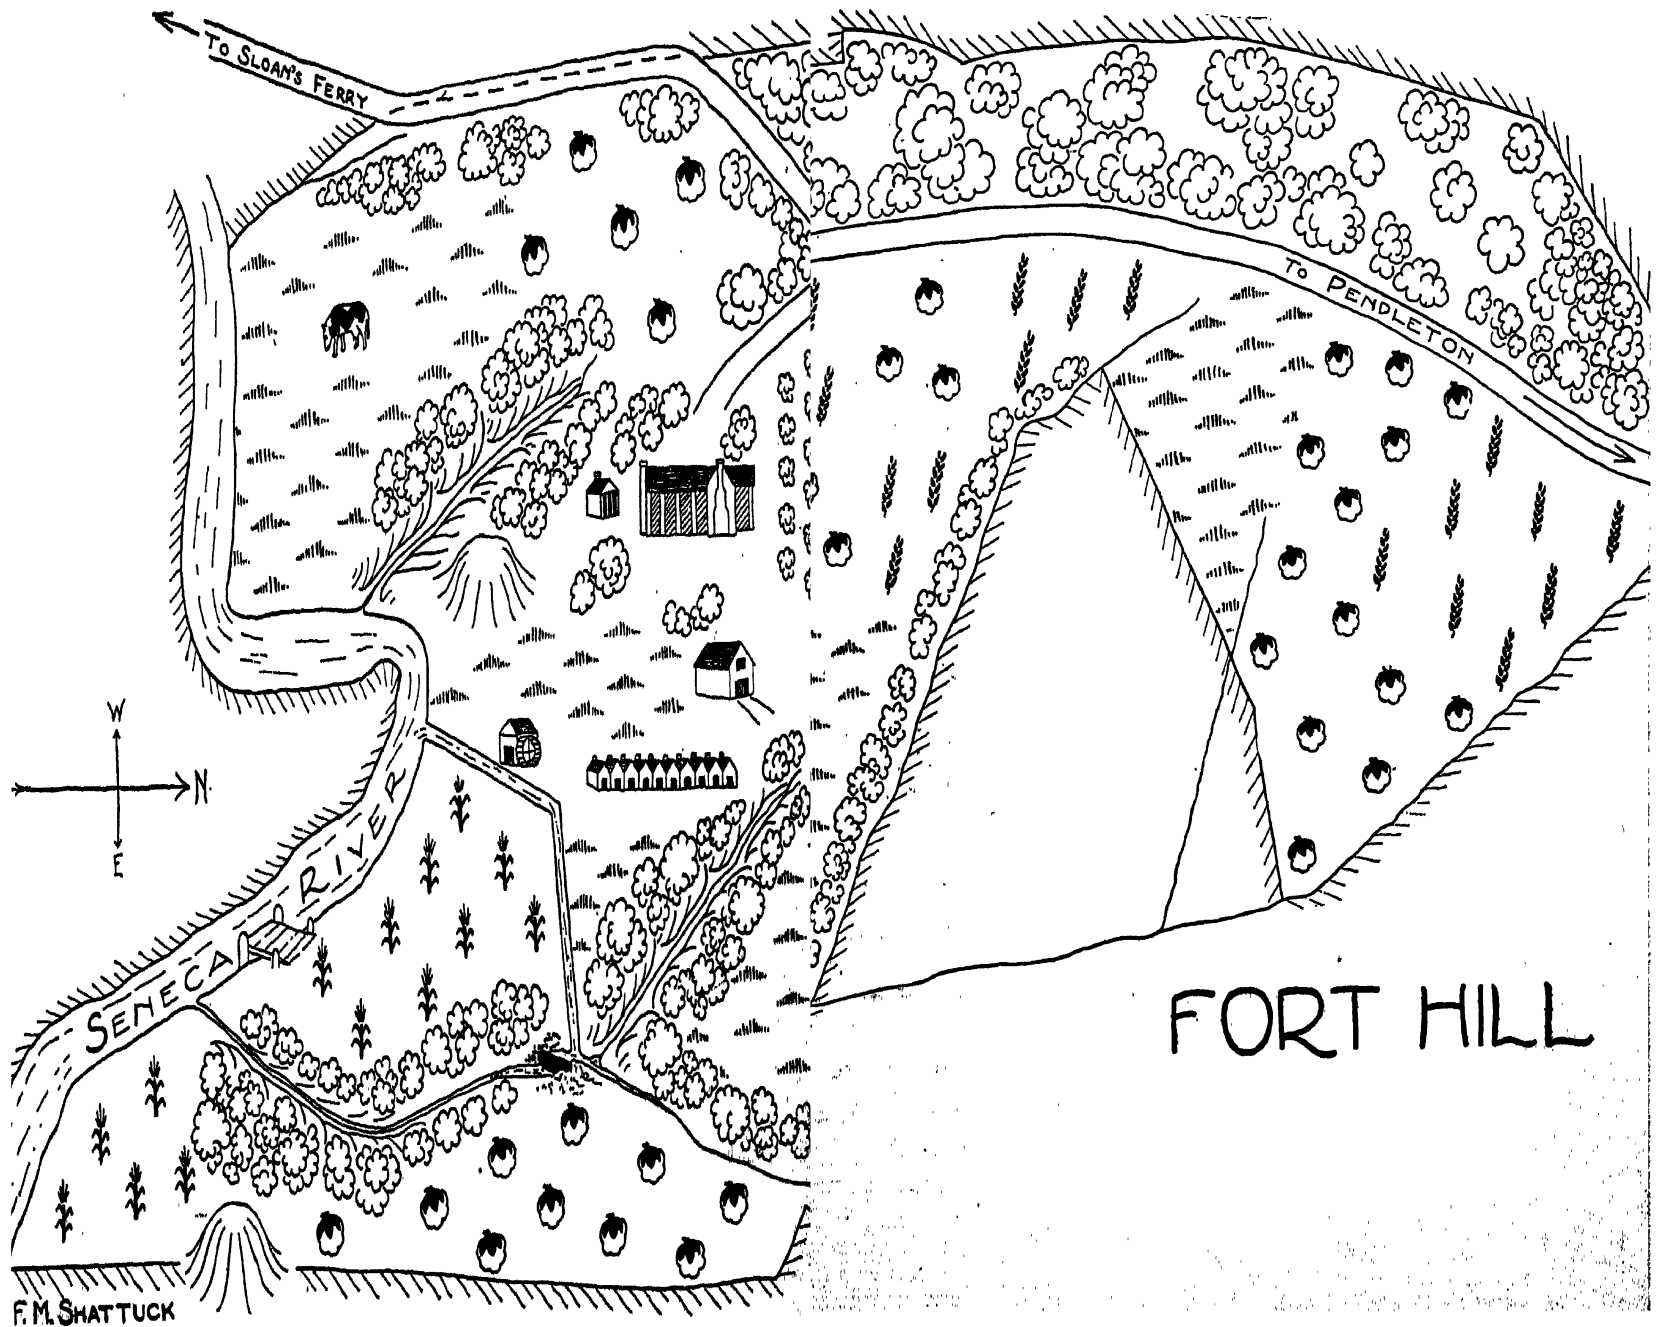 To SLOAN'S FERRY
To PENDLETON
W
N.
E
SENECA RIVER
FORT HILL
F. M. SHATTUCK